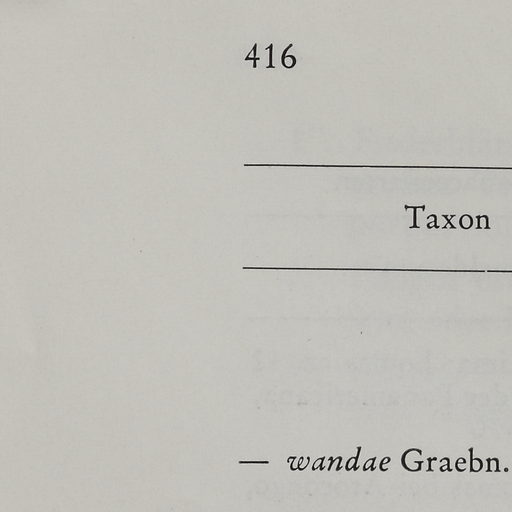 416
Taxon
— wandae Graebn.